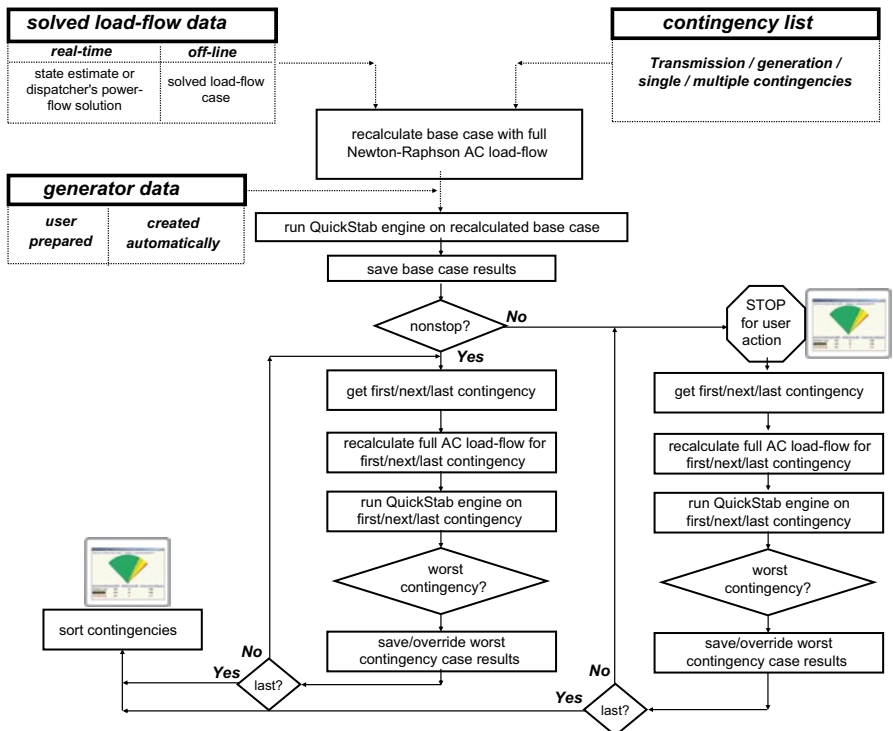 solved load-flow data
real-time
off-line
state estimate or
dispatcher's power-
flow solution
solved load-flow
case
contingency list
Transmission / generation /
single / multiple contingencies
recalculate base case with full
Newton-Raphson AC load-flow
generator data
user
prepared
created
automatically
run QuickStab engine on recalculated base case
save base case results
nonstop?
No
Yes
STOP
for user
action
get first/next/last contingency
recalculate full AC load-flow for
first/next/last contingency
run QuickStab engine on
first/next/last contingency
worst
contingency?
save/override worst
contingency case results
last?
No
Yes
sort contingencies
get first/next/last contingency
recalculate full AC load-flow for
first/next/last contingency
run QuickStab engine on
first/next/last contingency
worst
contingency?
save/override worst
contingency case results
last?
No
Yes